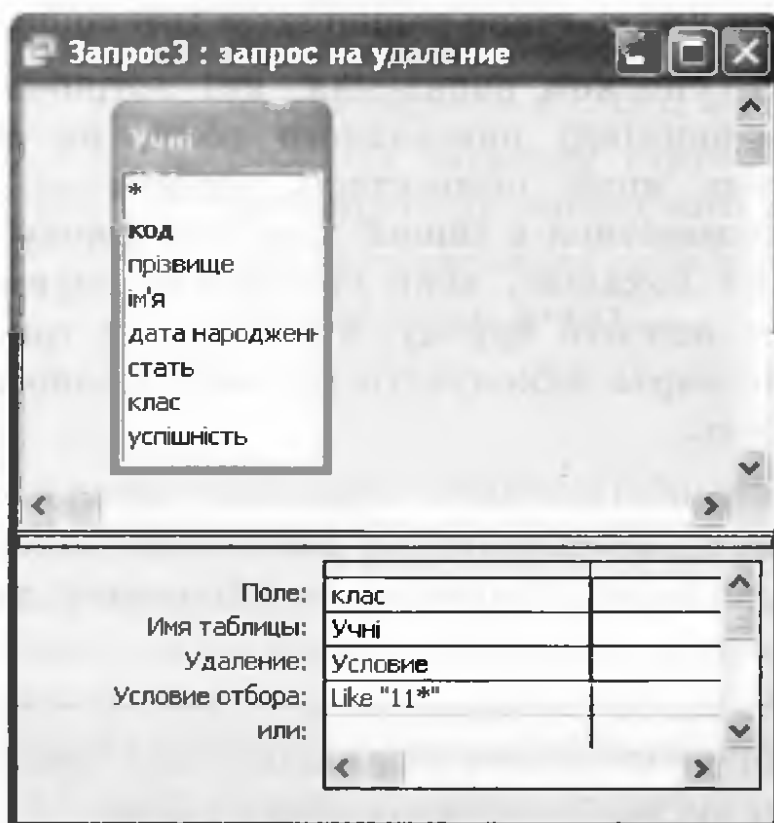 Запрос3 : запрос на удаление
Учні
*
код
прізвище
ім'я
дата народженн
стать
клас
успішність
Поле: клас
Имя таблицы: Учні
Удаление: Условие
Условие отбора: Like "11*"
или: